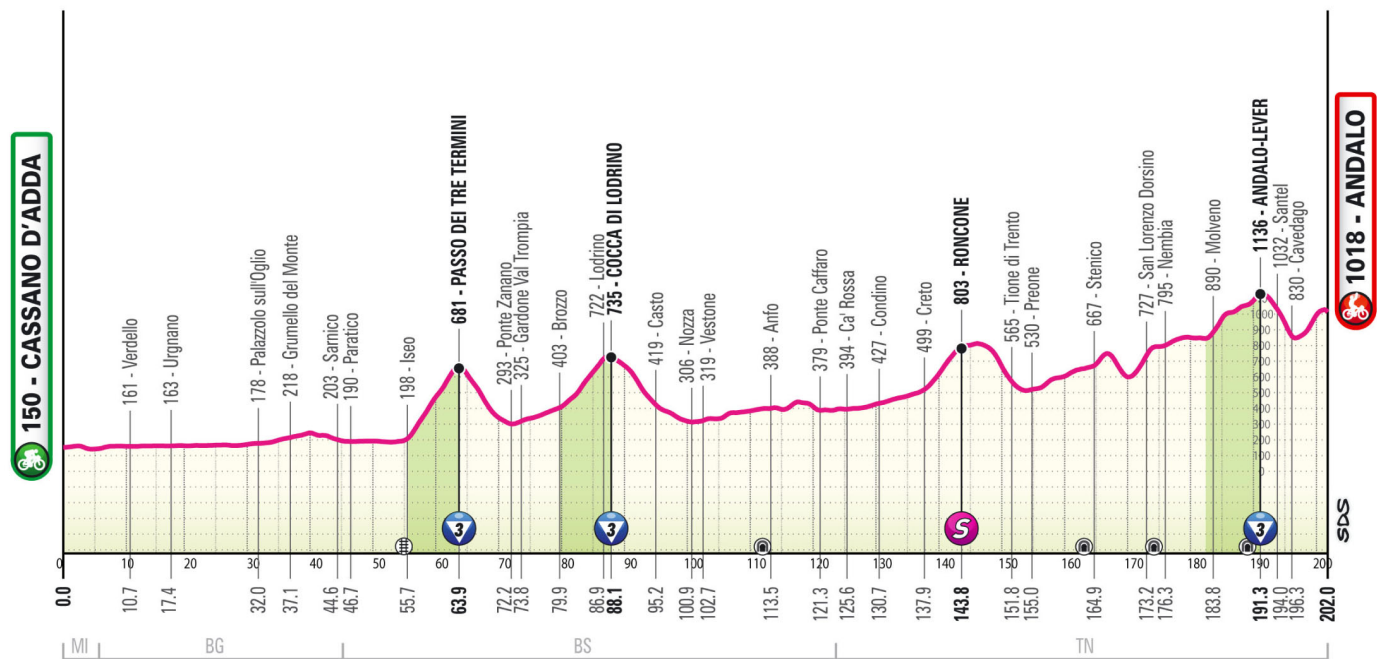 150 - CASSANO D'ADDA
161 - Verdello
163 - Urgnano
178 - Palazzolo sull'Oglio
218 - Grumello del Monte
203 - Sarnico
190 - Paratico
198 - Iseo
681 - PASSO DEI TRE TERMINI
293 - Ponte Zanano
325 - Gardone Val Trompia
403 - Brozzo
722 - Lodrino
735 - COCCA DI LODRINO
419 - Casto
306 - Nozza
319 - Vestone
388 - Anfo
379 - Ponte Caffaro
394 - Ca' Rossa
427 - Condino
499 - Creto
803 - RONCONE
565 - Tione di Trento
530 - Preone
667 - Stenico
727 - San Lorenzo Dorsino
795 - Nembia
890 - Molveno
1136 - ANDALO-LEVER
1032 - Santel
830 - Cavedago
1018 - ANDALO
1000
900
800
700
600
500
400
300
200
100
0
3
3
S
3
SDS
0 10 20 30 40 50 60 70 80 90 100 110 120 130 140 150 160 170 180 190 200
0.0 10.7 17.4 32.0 37.1 44.6 46.7 55.7 63.9 72.2 73.8 79.9 86.9 88.1 95.2 100.9 102.7 113.5 121.3 125.6 130.7 137.9 143.8 151.8 155.0 164.9 173.2 176.3 183.8 191.3 194.0 196.3 202.0
MI BG BS TN